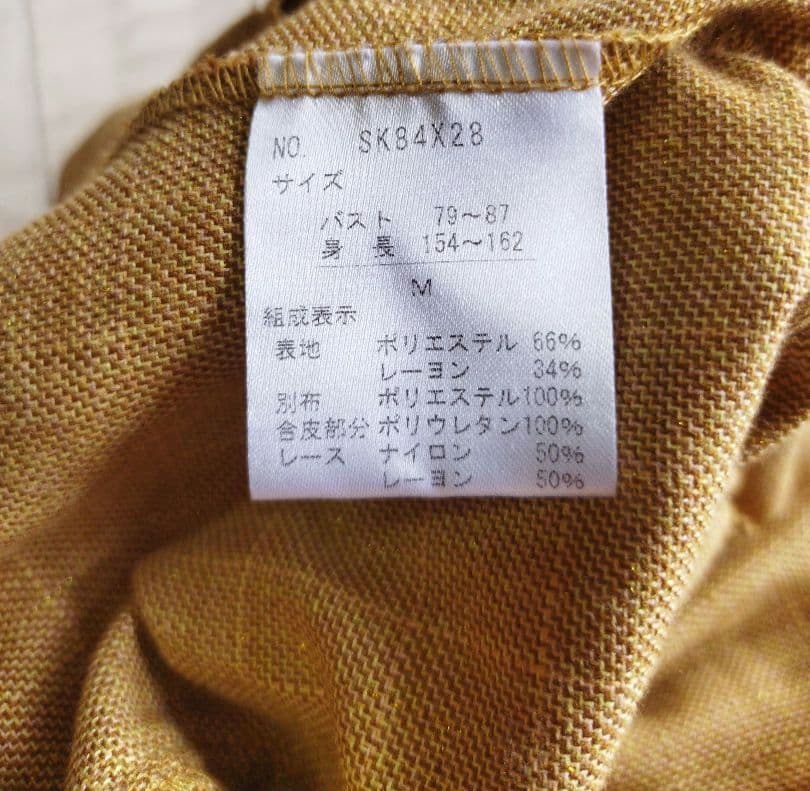 NO. SK84X28
サイズ
バスト 79～87
身長 154～162
M
組成表示
表地 ポリエステル 66%
レーヨン 34%
別布 ポリエステル100%
合皮部分 ポリウレタン100%
レース ナイロン 50%
レーヨン 50%